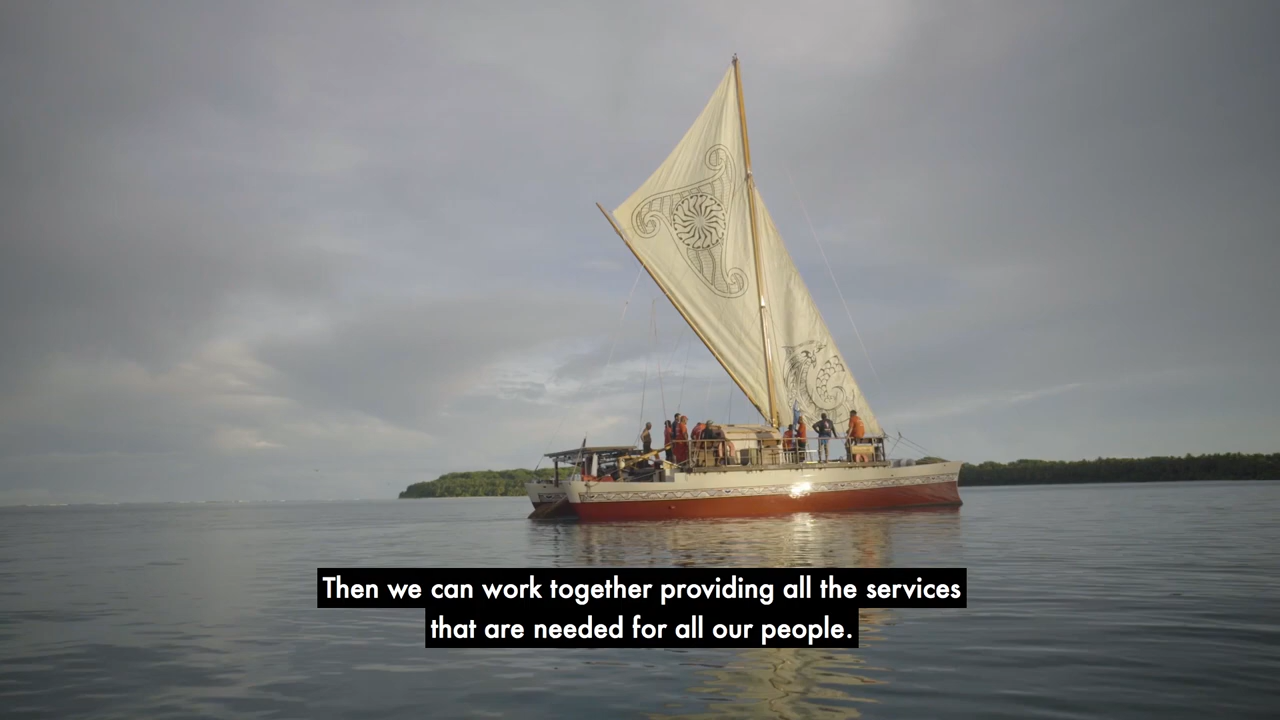 Then we can work together providing all the services
that are needed for all our people.